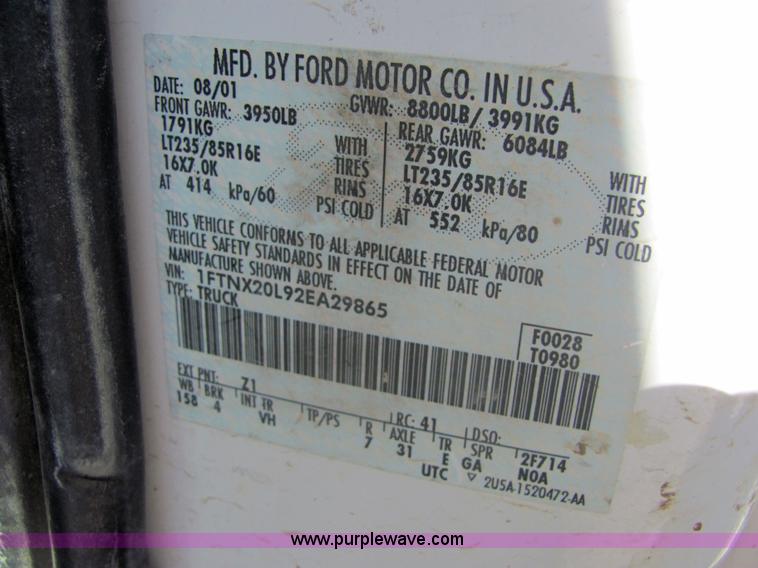 MFD. BY FORD MOTOR CO. IN U.S.A.
DATE: 08/01 GVWR: 8800LB/ 3991KG
FRONT GAWR: 3950LB REAR GAWR: 6084LB
1791KG WITH 2759KG WITH
LT235/85R16E TIRES LT235/85R16E TIRES
16X7.0K RIMS 16X7.0K RIMS
AT 414 kPa/60 PSI COLD AT 552 kPa/80 PSI COLD
THIS VEHICLE CONFORMS TO ALL APPLICABLE FEDERAL MOTOR
VEHICLE SAFETY STANDARDS IN EFFECT ON THE DATE OF
MANUFACTURE SHOWN ABOVE.
VIN: 1FTNX20L92EA29865
TYPE: TRUCK
F0028
T0980
EXT PNT: Z1 RC: 41 DSO:
WB BRK INT TR TP/PS R AXLE TR SPR 2F714
158 4 VH 7 31 E GA N0A
UTC ▽ 2U5A-1520472-AA
www.purplewave.com